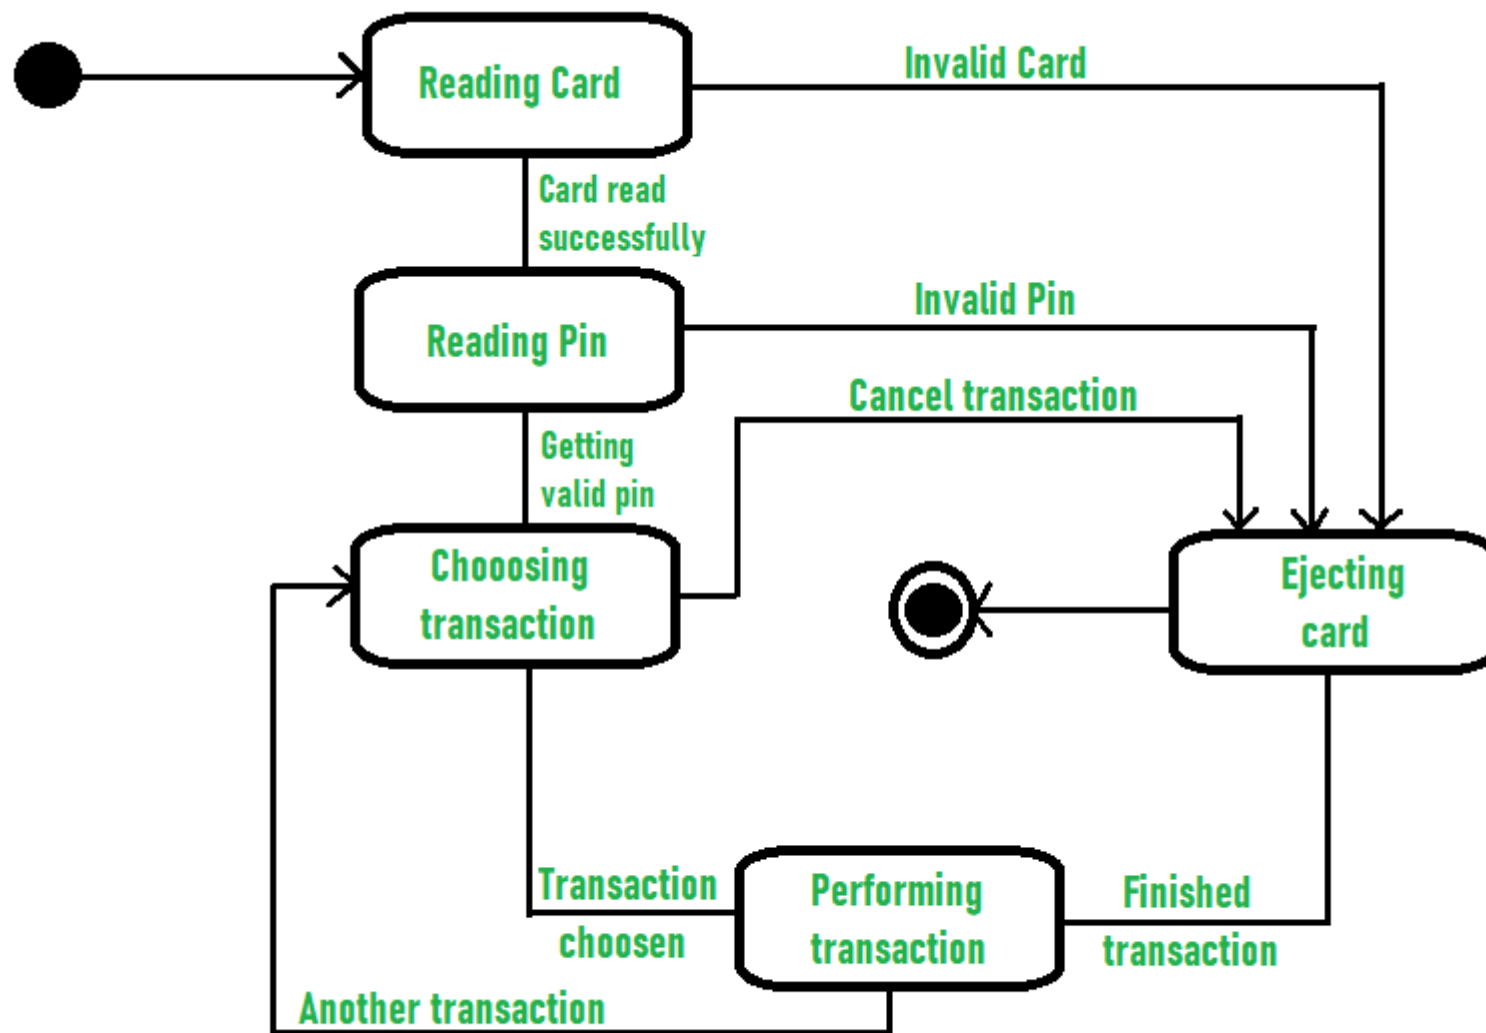 Reading Card
Invalid Card
Card read
successfully
Reading Pin
Invalid Pin
Cancel transaction
Getting
valid pin
Chooosing
transaction
Ejecting
card
Transaction
choosen
Performing
transaction
Finished
transaction
Another transaction